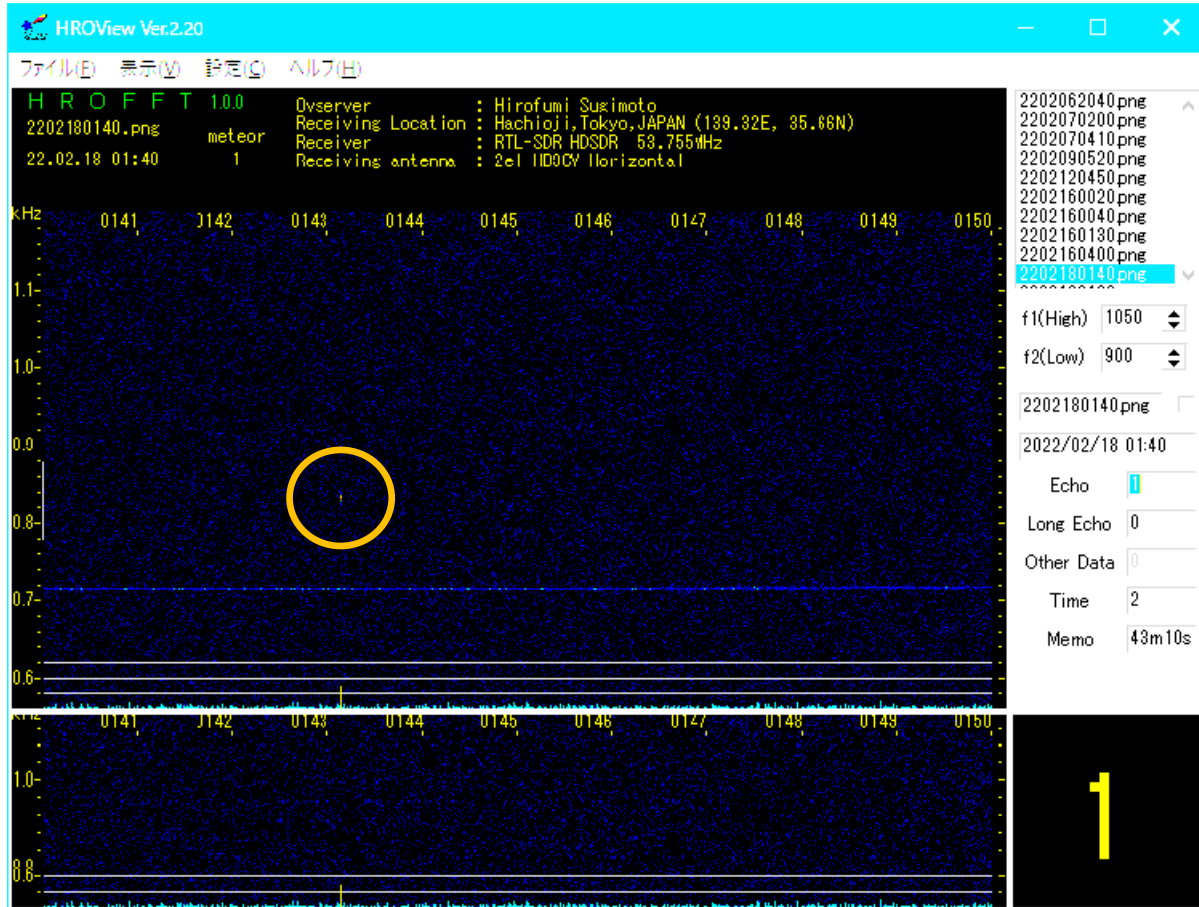 HROView Ver.2.20
ファイル(F) 表示(V) 設定(C) ヘルプ(H)
H R O F F T 1.0.0
2202180140.png
meteor
22.02.18 01:40 1
Ovserver : Hirofumi Sugimoto
Receiving Location : Hachioji,Tokyo,JAPAN (139.32E, 35.66N)
Receiver : RTL-SDR HDSDR 53.755MHz
Receiving antenna : 2el HB9CV Horizontal
kHz 0141 0142 0143 0144 0145 0146 0147 0148 0149 0150
1.1
1.0
0.9
0.8
0.7
0.6
kHz 0141 0142 0143 0144 0145 0146 0147 0148 0149 0150
1.0
0.6
2202062040.png
2202070200.png
2202070410.png
2202090520.png
2202120450.png
2202160020.png
2202160040.png
2202160130.png
2202160400.png
2202180140.png
f1(High) 1050
f2(Low) 900
2202180140.png
2022/02/18 01:40
Echo 1
Long Echo 0
Other Data 0
Time 2
Memo 43m10s
1